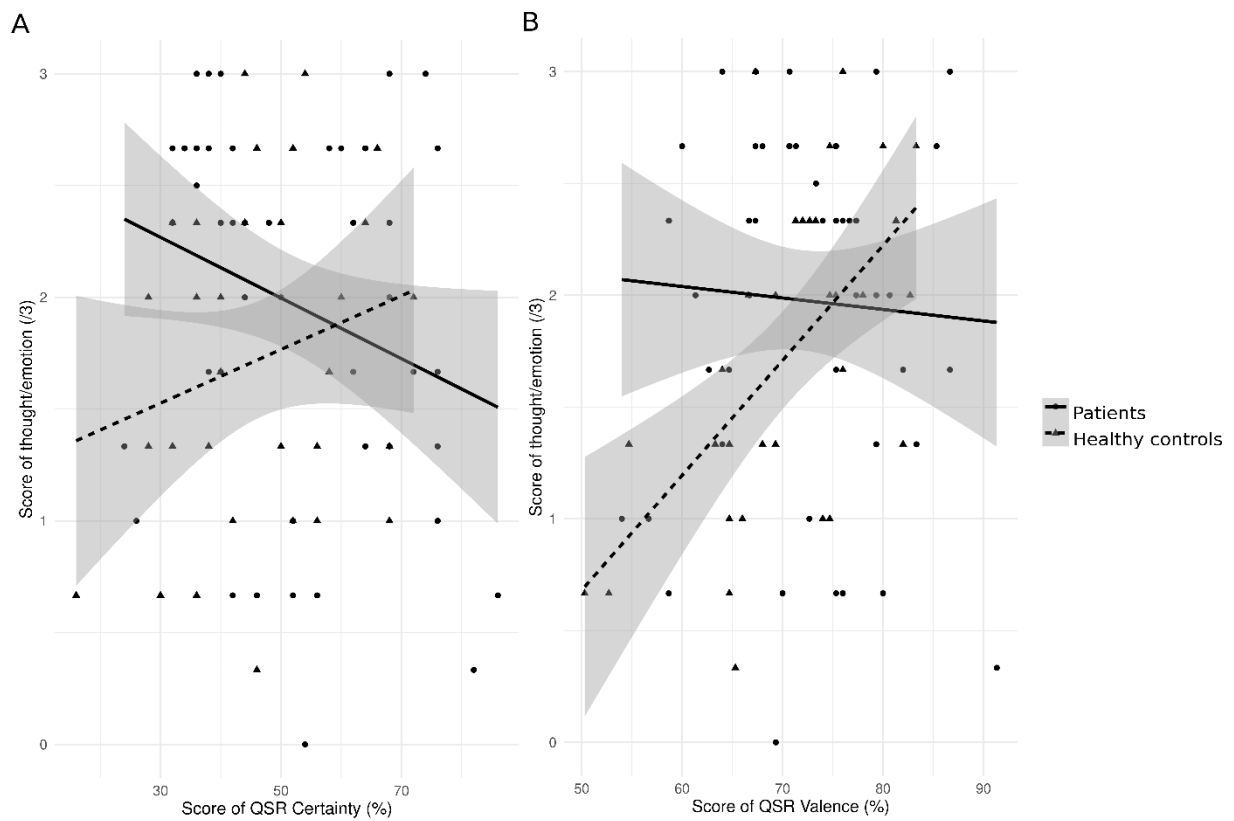 A
B
3
2
1
0
Score of thought/emotion (/3)
30
50
70
Score of QSR Certainty (%)
3
2
1
0
Score of thought/emotion (/3)
50
60
70
80
90
Score of QSR Valence (%)
Patients
Healthy controls